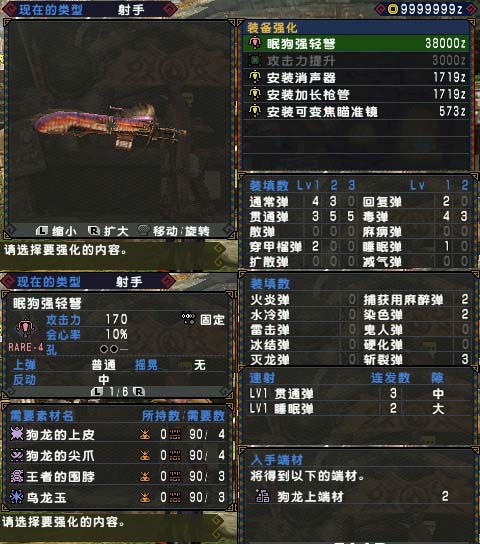 现在的类型 射手
9999999z
装备强化
眠狗强轻弩 38000z
攻击力提升 3000z
安装消声器 1719z
安装加长枪管 1719z
安装可变焦瞄准镜 573z
L 缩小 R 扩大 移动/旋转
请选择要强化的内容。
装填数 Lv1 2 3 Lv 1 2
通常弹 4 3 0 回复弹 2 0
贯通弹 3 5 5 毒弹 4 3
散弹 0 0 0 麻痹弹 0 0
穿甲榴弹 2 0 0 睡眠弹 1 0
扩散弹 0 0 0 减气弹 0 0
现在的类型 射手
眠狗强轻弩
攻击力 170 固定
会心率 10%
RARE-4 孔 ●●—
上弹 普通 摇晃 无
反动 中
L 1/6 R
装填数
火炎弹 0 捕获用麻醉弹 2
水冷弹 0 染色弹 2
雷击弹 0 鬼人弹 0
冰结弹 0 硬化弹 0
灭龙弹 0 斩裂弹 3
速射 连发数 隙
LV1 贯通弹 3 中
LV1 睡眠弹 2 大
需要素材名 所持数/需要数
狗龙的上皮 0 90/ 4
狗龙的尖爪 0 90/ 4
王者的围脖 0 90/ 3
鸟龙玉 0 90/ 3
请选择要强化的内容。
入手端材
将得到以下的端材。
狗龙上端材 2